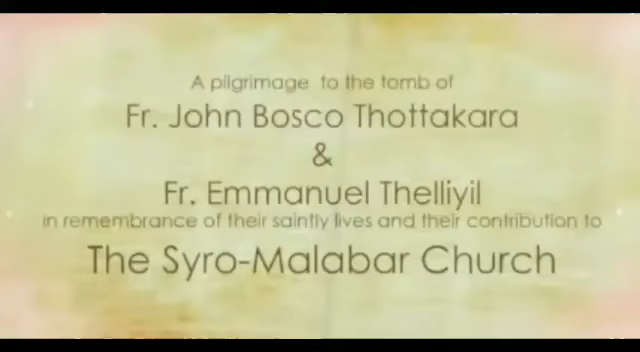 A pilgrimage to the tomb of
Fr. John Bosco Thottakara
&
Fr. Emmanuel Thelliyil
in remembrance of their saintly lives and their contribution to
The Syro-Malabar Church